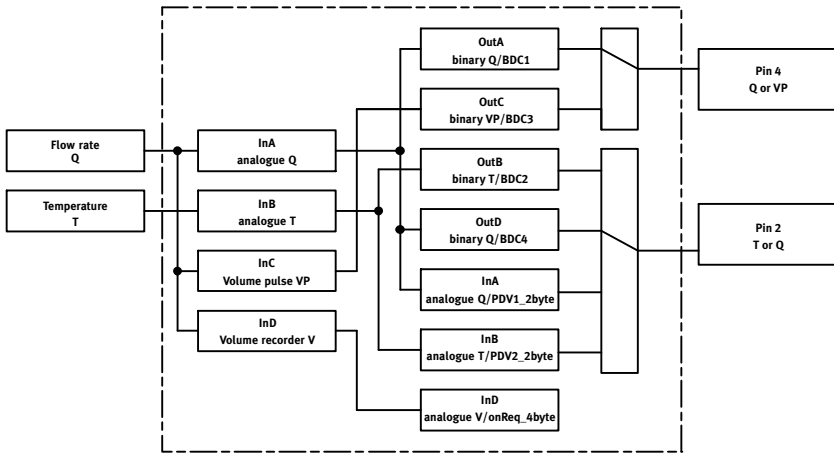 Flow rate
Q
Temperature
T
InA
analogue Q
InB
analogue T
InC
Volume pulse VP
InD
Volume recorder V
OutA
binary Q/BDC1
OutC
binary VP/BDC3
OutB
binary T/BDC2
OutD
binary Q/BDC4
InA
analogue Q/PDV1_2byte
InB
analogue T/PDV2_2byte
InD
analogue V/onReq_4byte
Pin 4
Q or VP
Pin 2
T or Q